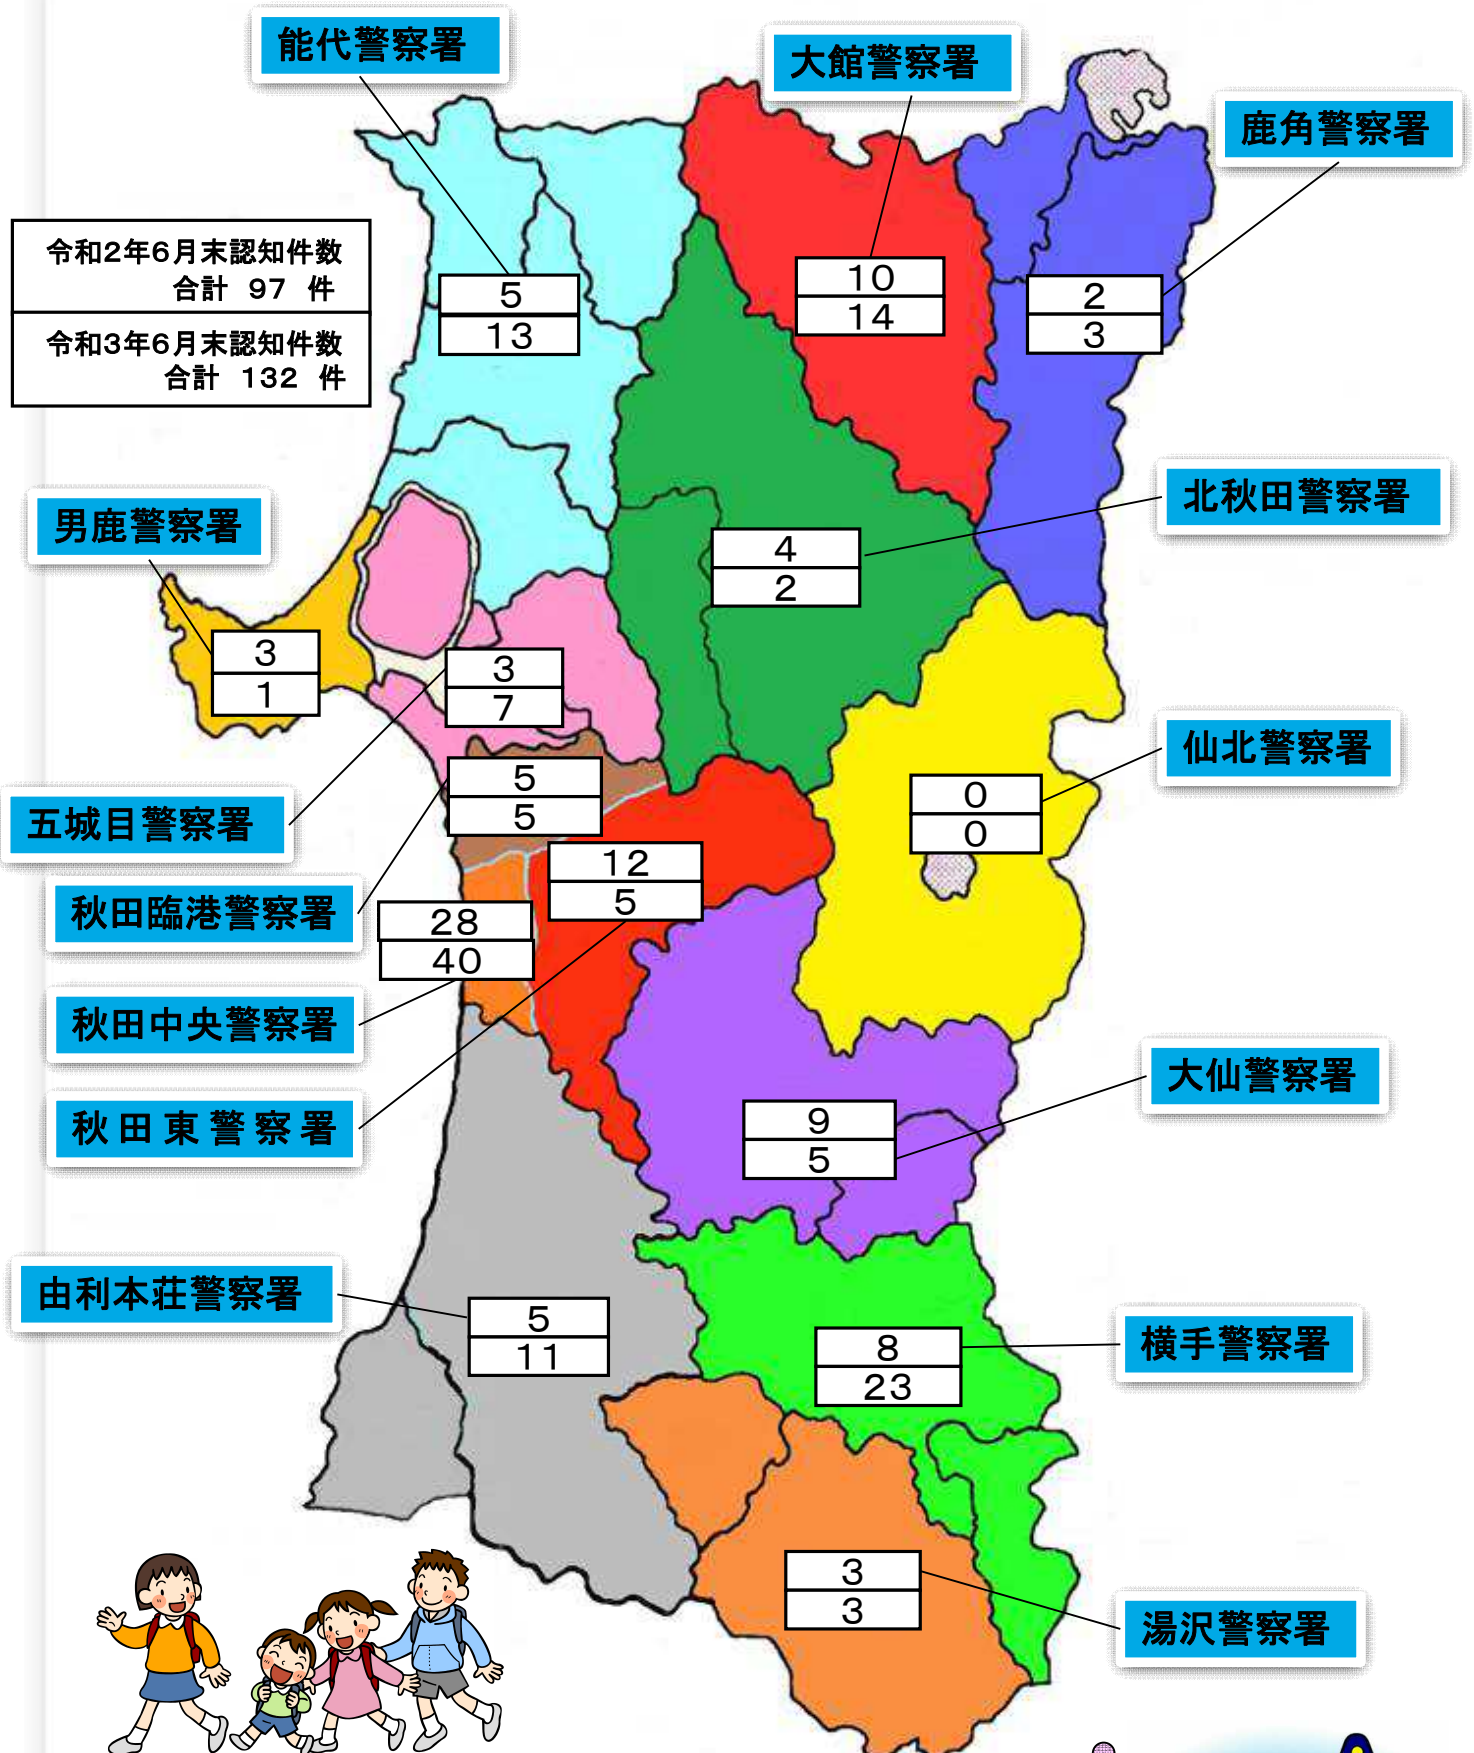 能代警察署
大館警察署
鹿角警察署
令和2年6月末認知件数
合計 97 件
令和3年6月末認知件数
合計 132 件
5
13
10
14
2
3
北秋田警察署
4
2
男鹿警察署
3
1
3
7
仙北警察署
0
0
五城目警察署
5
5
秋田臨港警察署
12
5
28
40
秋田中央警察署
秋田東警察署
大仙警察署
9
5
由利本荘警察署
5
11
横手警察署
8
23
湯沢警察署
3
3